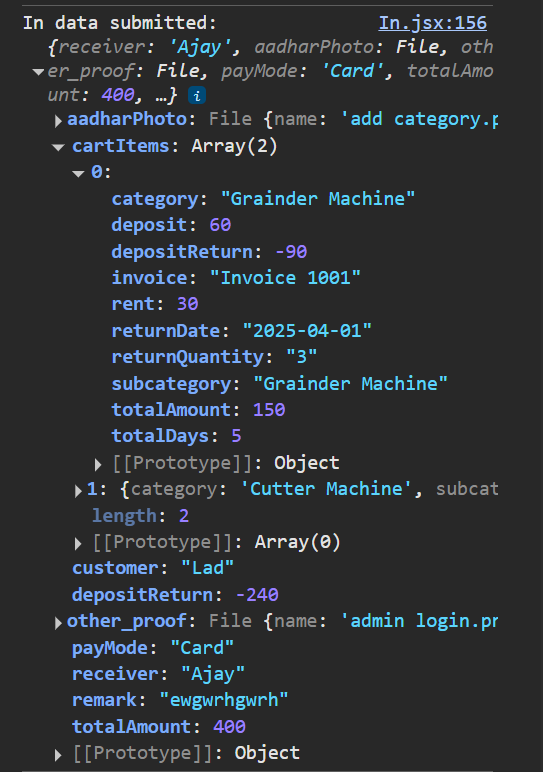 In data submitted: In.jsx:156
{receiver: 'Ajay', aadharPhoto: File, oth
er_proof: File, payMode: 'Card', totalAmo
unt: 400, …} i
aadharPhoto: File {name: 'add category.p
cartItems: Array(2)
0:
category: "Grainder Machine"
deposit: 60
depositReturn: -90
invoice: "Invoice 1001"
rent: 30
returnDate: "2025-04-01"
returnQuantity: "3"
subcategory: "Grainder Machine"
totalAmount: 150
totalDays: 5
[[Prototype]]: Object
1: {category: 'Cutter Machine', subcat
length: 2
[[Prototype]]: Array(0)
customer: "Lad"
depositReturn: -240
other_proof: File {name: 'admin login.pr
payMode: "Card"
receiver: "Ajay"
remark: "ewgwrhgwrh"
totalAmount: 400
[[Prototype]]: Object